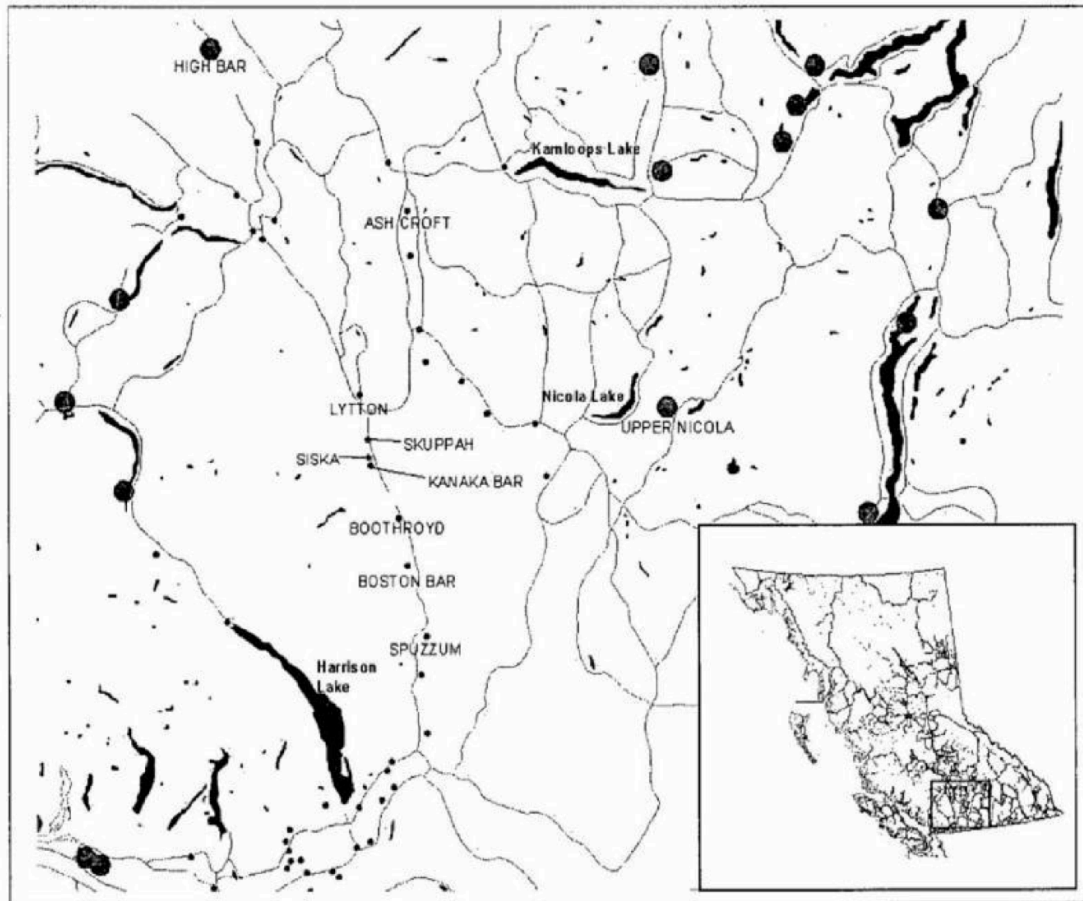 HIGH BAR
Kamloops Lake
ASH CROFT
Nicola Lake
LYTTON
UPPER NICOLA
SKUPPAH
SISKA
KANAKA BAR
BOOTHROYD
BOSTON BAR
SPUZZUM
Harrison
Lake